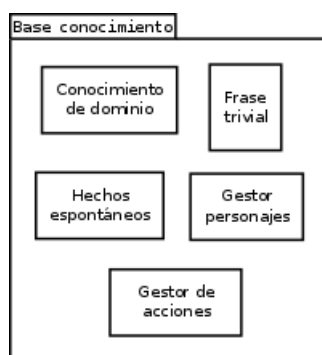 Base conocimiento
Conocimiento
de dominio
Frase
trivial
Hechos
espontáneos
Gestor
personajes
Gestor de
acciones